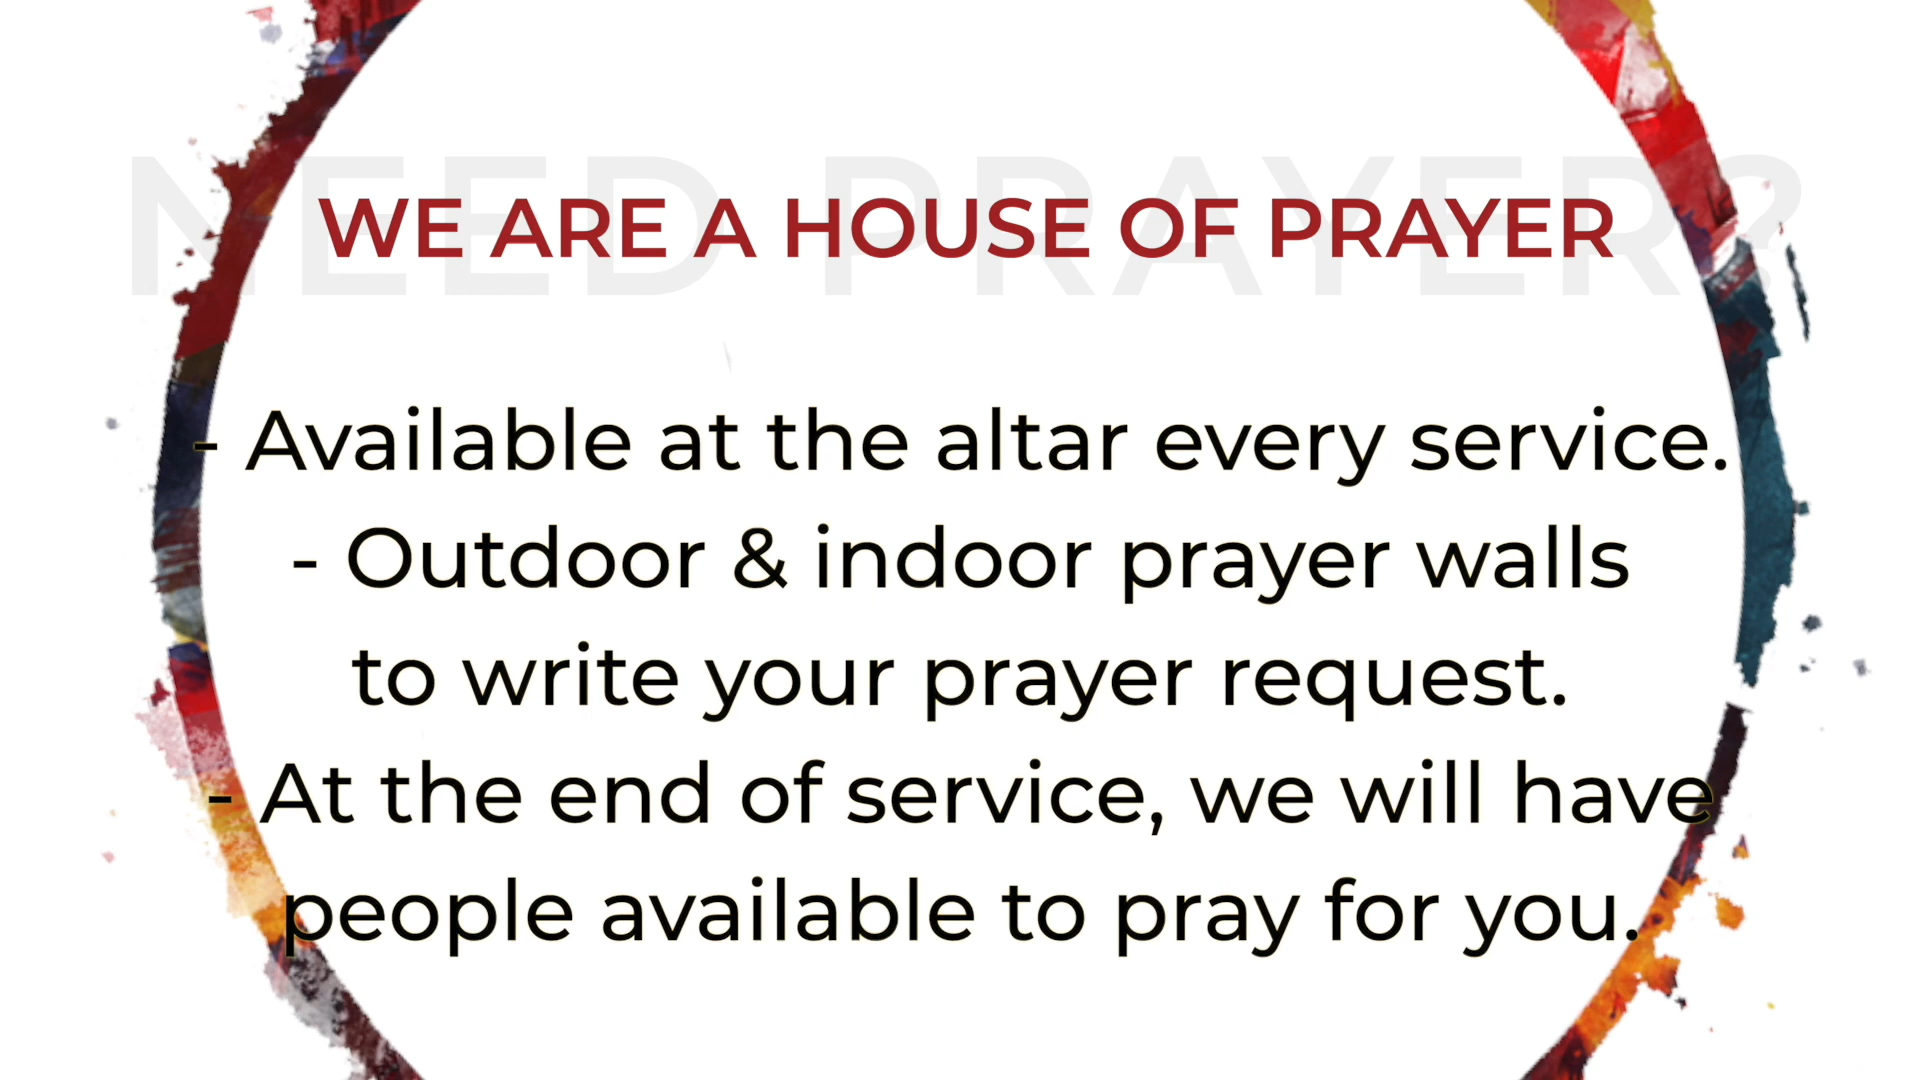 NEED PRAYER?
WE ARE A HOUSE OF PRAYER
- Available at the altar every service.
- Outdoor & indoor prayer walls
to write your prayer request.
- At the end of service, we will have
people available to pray for you.